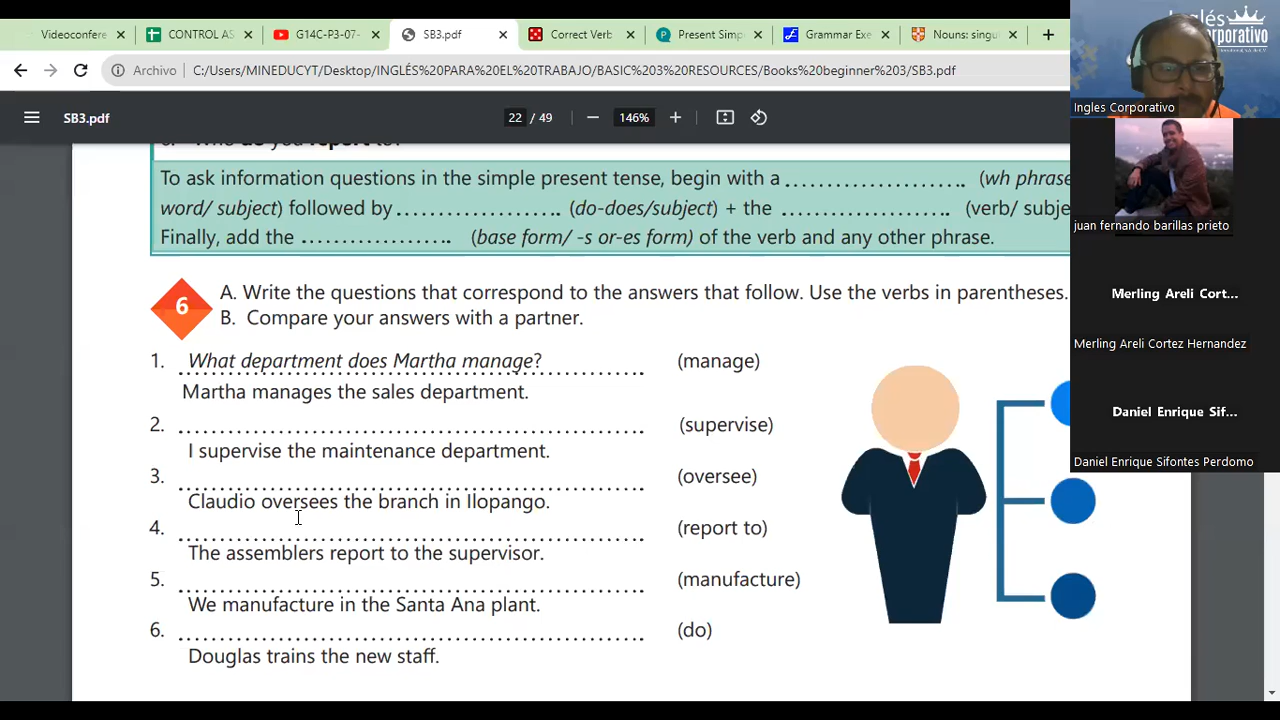 Videoconfere
CONTROL AS
G14C-P3-07-
SB3.pdf
Correct Verb
Present Simp
Grammar Exe
Nouns: singu
Archivo
C:/Users/MINEDUCYT/Desktop/INGLÉS%20PARA%20EL%20TRABAJO/BASIC%203%20RESOURCES/Books%20beginner%203/SB3.pdf
SB3.pdf
22 / 49
146%
Inglés
Corporativo
Ingles Corporativo
juan fernando barillas prieto
Merling Areli Cort...
Merling Areli Cortez Hernandez
Daniel Enrique Sif...
Daniel Enrique Sifontes Perdomo
To ask information questions in the simple present tense, begin with a ...................... (wh phrase
word/ subject) followed by ...................... (do-does/subject) + the ...................... (verb/ subje
Finally, add the .................... (base form/ -s or-es form) of the verb and any other phrase.
6
A. Write the questions that correspond to the answers that follow. Use the verbs in parentheses.
B. Compare your answers with a partner.
1. What department does Martha manage? (manage)
Martha manages the sales department.
2. (supervise)
I supervise the maintenance department.
3. (oversee)
Claudio oversees the branch in Ilopango.
4. (report to)
The assemblers report to the supervisor.
5. (manufacture)
We manufacture in the Santa Ana plant.
6. (do)
Douglas trains the new staff.